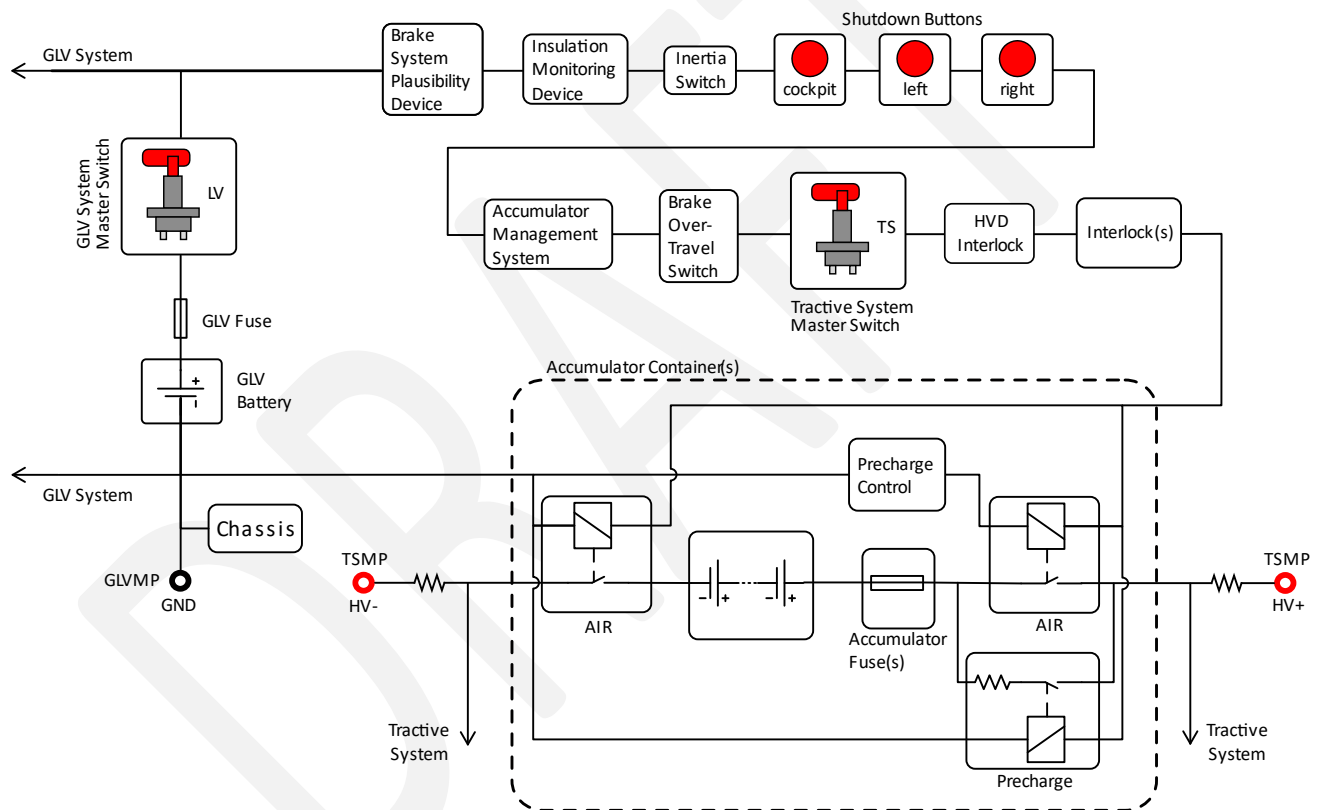 Shutdown Buttons
GLV System
Brake
System
Plausibility
Device
Insulation
Monitoring
Device
Inertia
Switch
cockpit
left
right
GLV System
Master Switch
LV
Accumulator
Management
System
Brake
Over-
Travel
Switch
TS
HVD
Interlock
Interlock(s)
Tractive System
Master Switch
GLV Fuse
GLV
Battery
+
-
Accumulator Container(s)
GLV System
Precharge
Control
Chassis
GLVMP
GND
TSMP
HV-
AIR
- +
- +
Accumulator
Fuse(s)
AIR
TSMP
HV+
Tractive
System
Precharge
Tractive
System
DRAFT